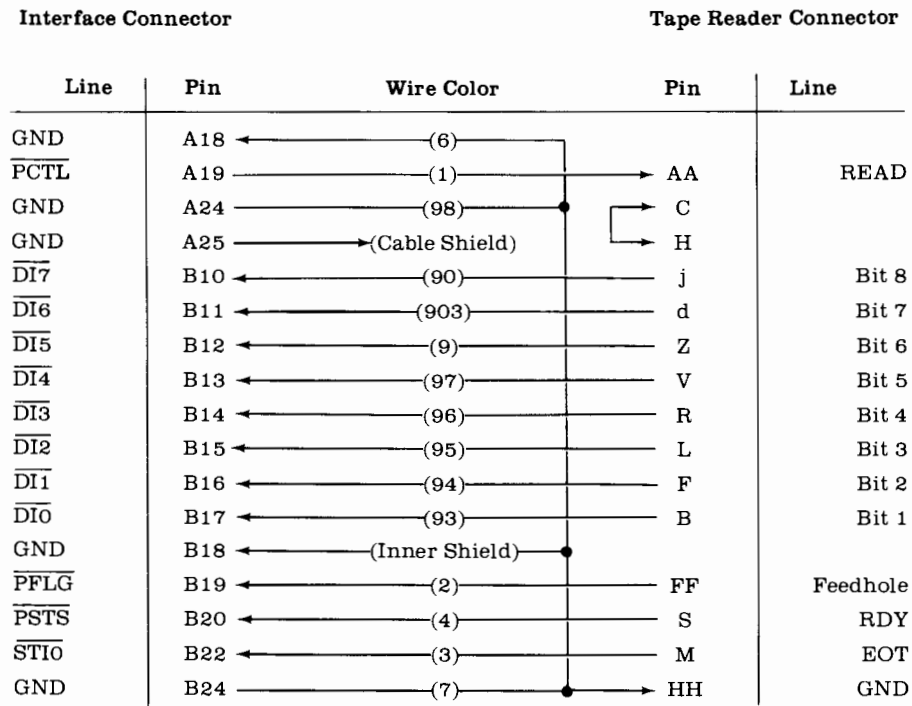 Interface Connector Tape Reader Connector
Line Pin Wire Color Pin Line
GND A18 (6)
PCTL A19 (1) AA READ
GND A24 (98) C
GND A25 (Cable Shield) H
DI7 B10 (90) j Bit 8
DI6 B11 (903) d Bit 7
DI5 B12 (9) Z Bit 6
DI4 B13 (97) V Bit 5
DI3 B14 (96) R Bit 4
DI2 B15 (95) L Bit 3
DI1 B16 (94) F Bit 2
DI0 B17 (93) B Bit 1
GND B18 (Inner Shield)
PFLG B19 (2) FF Feedhole
PSTS B20 (4) S RDY
STI0 B22 (3) M EOT
GND B24 (7) HH GND